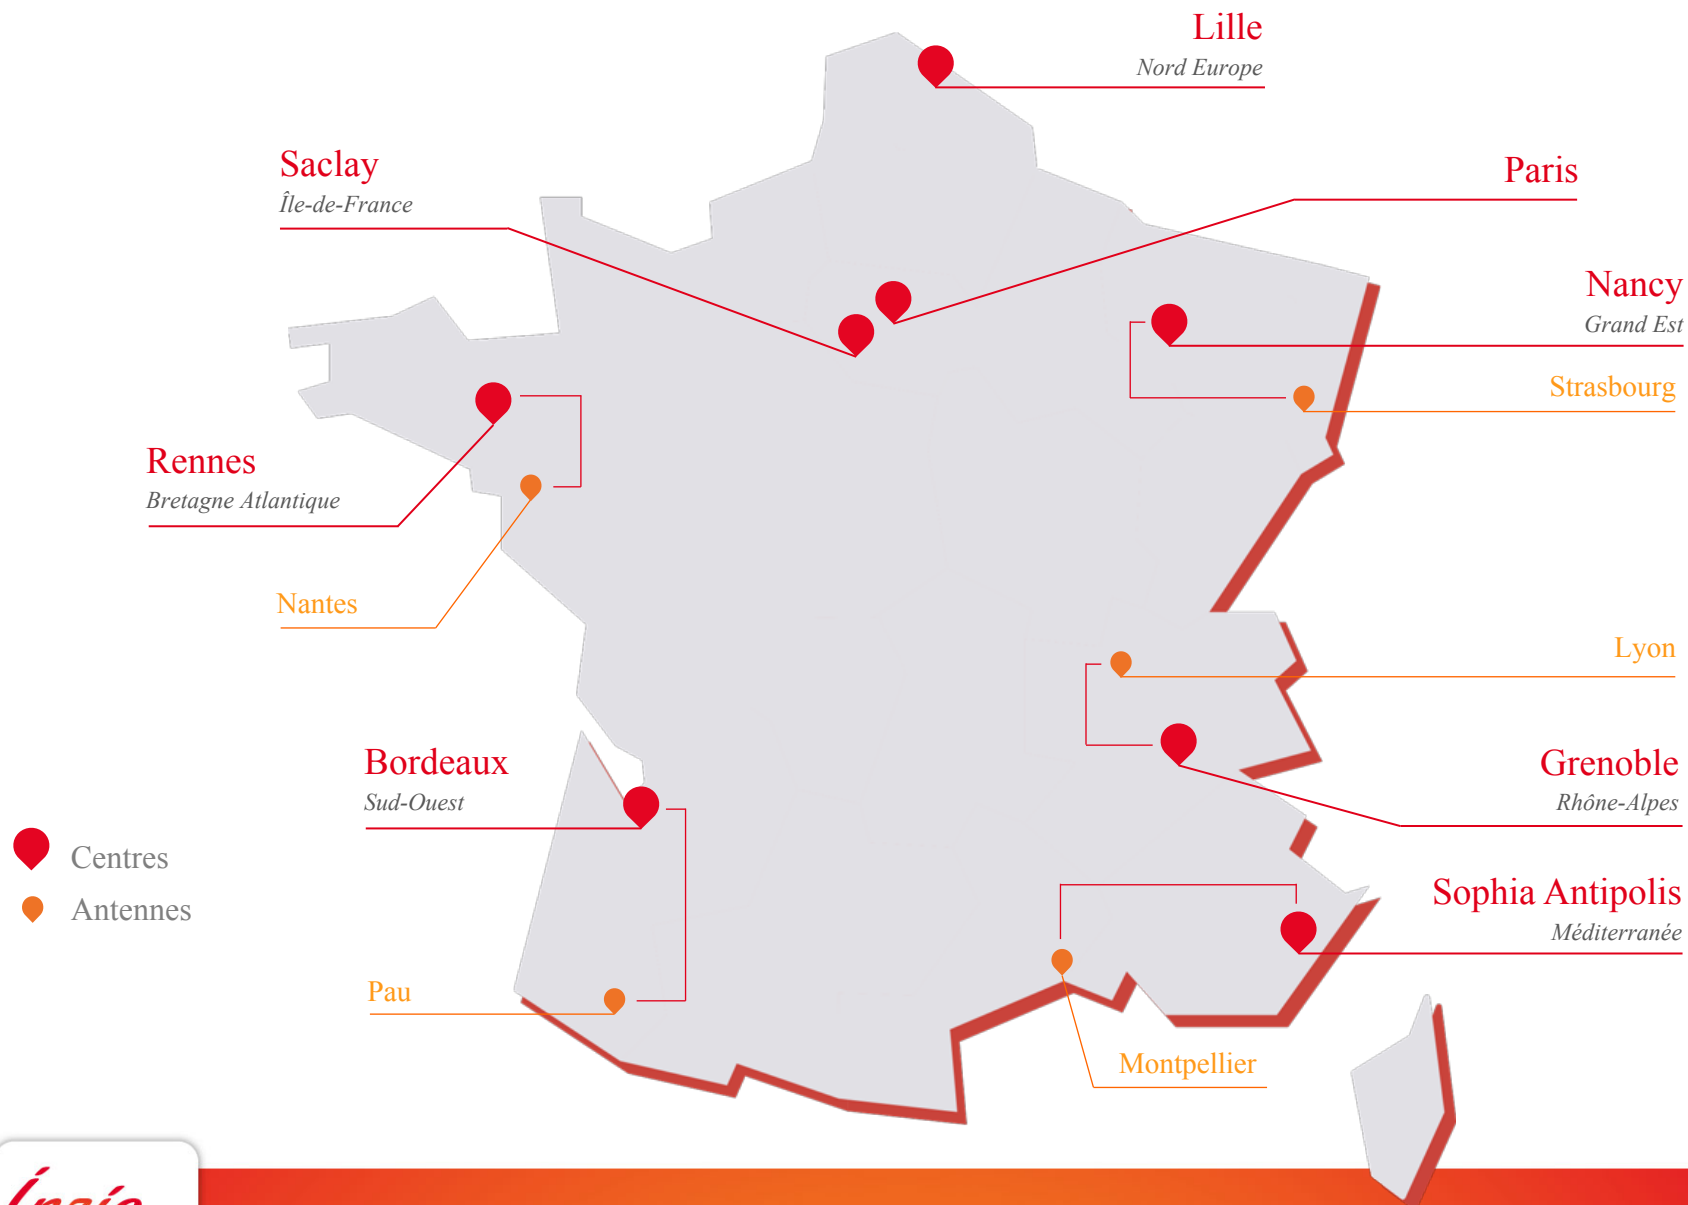 Lille
Nord Europe
Saclay
Île-de-France
Paris
Nancy
Grand Est
Strasbourg
Rennes
Bretagne Atlantique
Nantes
Lyon
Bordeaux
Sud-Ouest
Grenoble
Rhône-Alpes
Centres
Antennes
Sophia Antipolis
Méditerranée
Pau
Montpellier